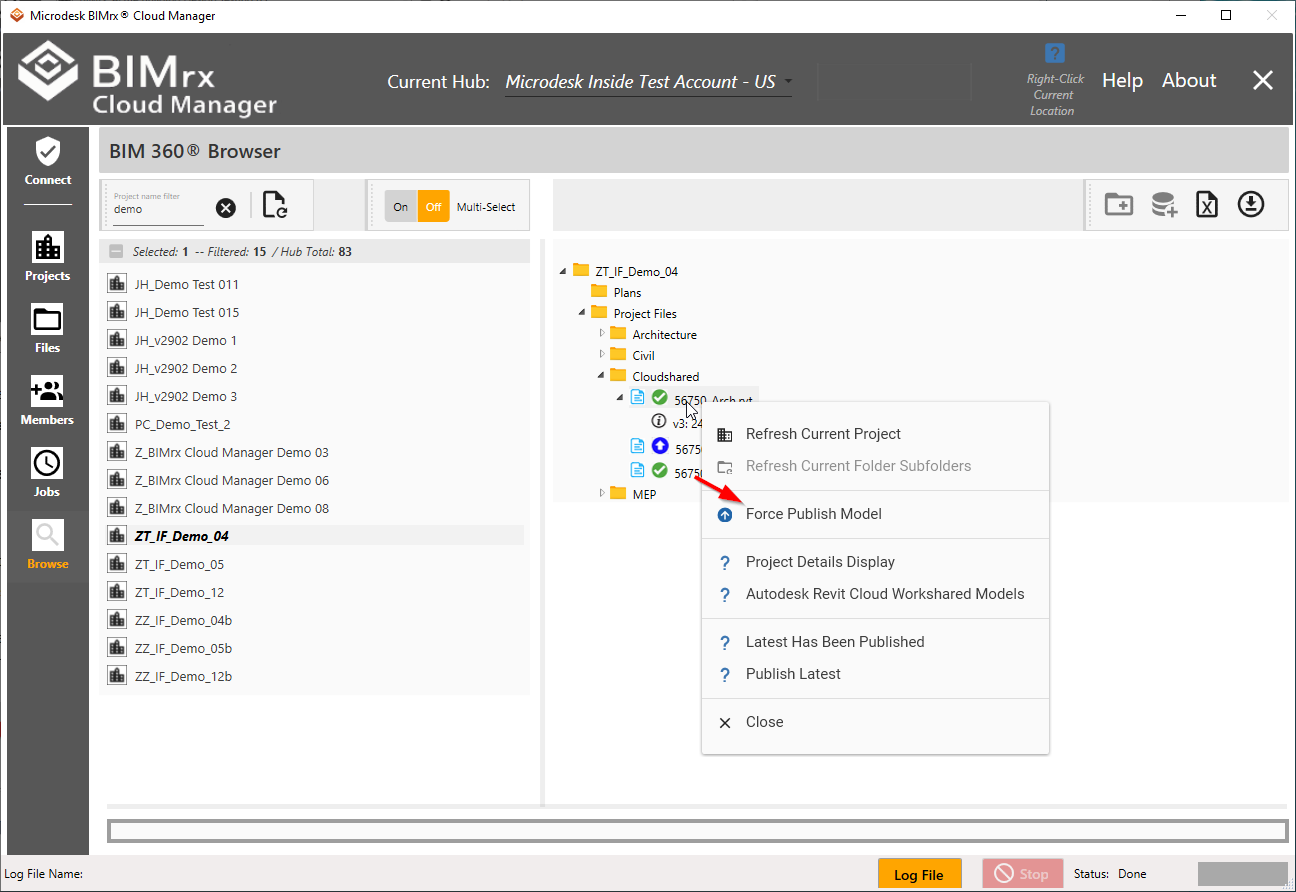 Microdesk BIMrx® Cloud Manager
BIMrx
Cloud Manager
Current Hub: Microdesk Inside Test Account - US
?
Right-Click
Current
Location
Help
About
Connect
Projects
Files
Members
Jobs
Browse
BIM 360® Browser
Project name filter
demo
On
Off
Multi-Select
Selected: 1 -- Filtered: 15 / Hub Total: 83
JH_Demo Test 011
JH_Demo Test 015
JH_v2902 Demo 1
JH_v2902 Demo 2
JH_v2902 Demo 3
PC_Demo_Test_2
Z_BIMrx Cloud Manager Demo 03
Z_BIMrx Cloud Manager Demo 06
Z_BIMrx Cloud Manager Demo 08
ZT_IF_Demo_04
ZT_IF_Demo_05
ZT_IF_Demo_12
ZZ_IF_Demo_04b
ZZ_IF_Demo_05b
ZZ_IF_Demo_12b
ZT_IF_Demo_04
Plans
Project Files
Architecture
Civil
Cloudshared
56750_Arch.rvt
v3: 24
5675
5675
MEP
Refresh Current Project
Refresh Current Folder Subfolders
Force Publish Model
? Project Details Display
? Autodesk Revit Cloud Workshared Models
? Latest Has Been Published
? Publish Latest
Close
Log File Name:
Log File
Stop
Status: Done